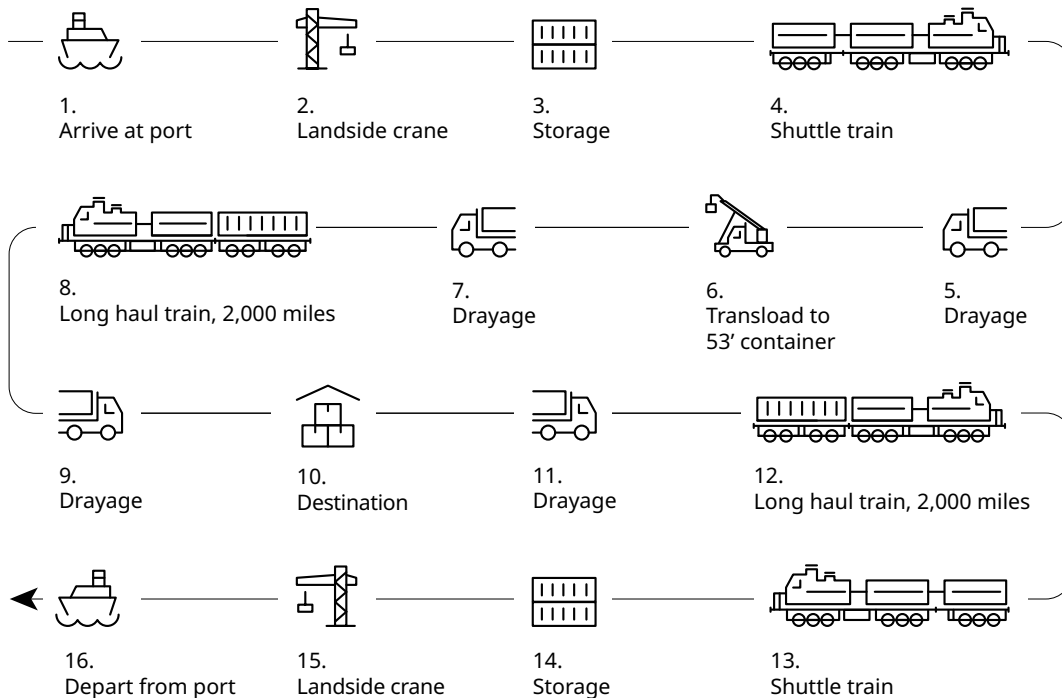 1.
Arrive at port
2.
Landside crane
3.
Storage
4.
Shuttle train
5.
Drayage
6.
Transload to
53’ container
7.
Drayage
8.
Long haul train, 2,000 miles
9.
Drayage
10.
Destination
11.
Drayage
12.
Long haul train, 2,000 miles
13.
Shuttle train
14.
Storage
15.
Landside crane
16.
Depart from port